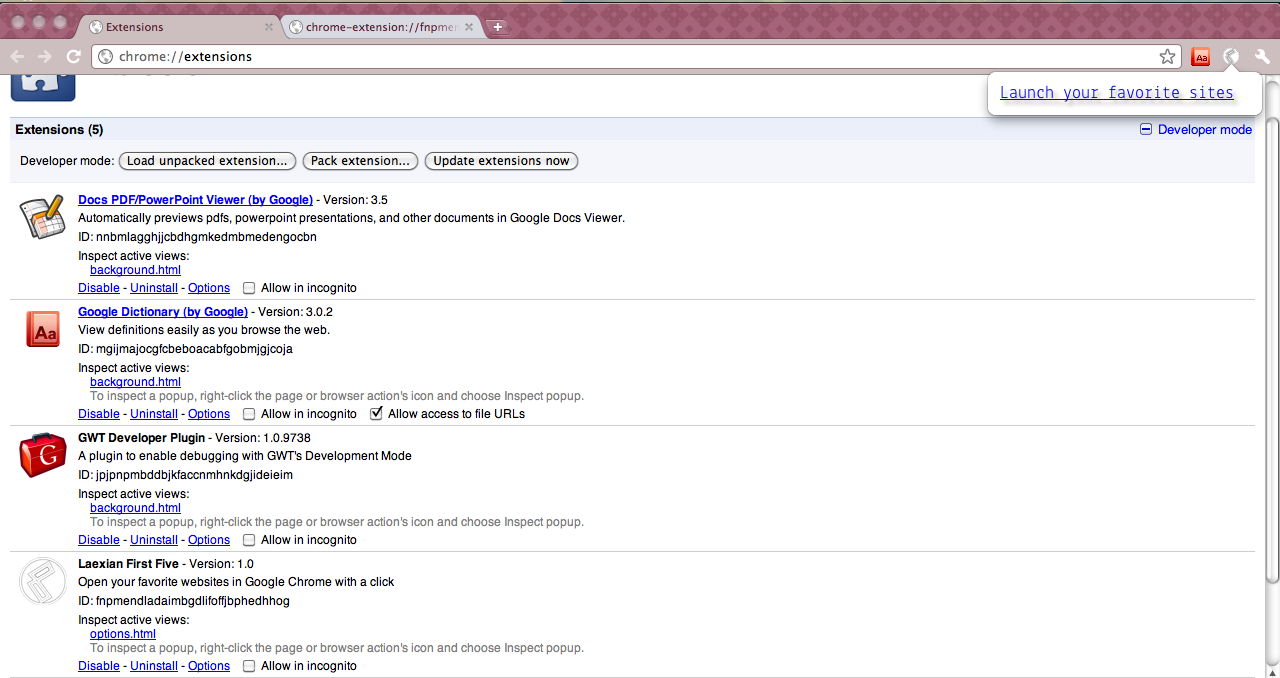 Extensions
chrome-extension://fnpmen
chrome://extensions
Aa
Launch your favorite sites
Extensions (5)
Developer mode
Developer mode: Load unpacked extension... Pack extension... Update extensions now
Docs PDF/PowerPoint Viewer (by Google) - Version: 3.5
Automatically previews pdfs, powerpoint presentations, and other documents in Google Docs Viewer.
ID: nnbmlagghjjcbdhgmkedmbmedengocbn
Inspect active views:
background.html
Disable - Uninstall - Options Allow in incognito
Aa
Google Dictionary (by Google) - Version: 3.0.2
View definitions easily as you browse the web.
ID: mgijmajocgfcbeboacabfgobmjgjcoja
Inspect active views:
background.html
To inspect a popup, right-click the page or browser action's icon and choose Inspect popup.
Disable - Uninstall - Options Allow in incognito Allow access to file URLs
G
GWT Developer Plugin - Version: 1.0.9738
A plugin to enable debugging with GWT's Development Mode
ID: jpjpnpmbddbjkfaccnmhnkdgjideieim
Inspect active views:
background.html
To inspect a popup, right-click the page or browser action's icon and choose Inspect popup.
Disable - Uninstall - Options Allow in incognito
Laexian First Five - Version: 1.0
Open your favorite websites in Google Chrome with a click
ID: fnpmendladaimbgdlifoffjbphedhhog
Inspect active views:
options.html
To inspect a popup, right-click the page or browser action's icon and choose Inspect popup.
Disable - Uninstall - Options Allow in incognito